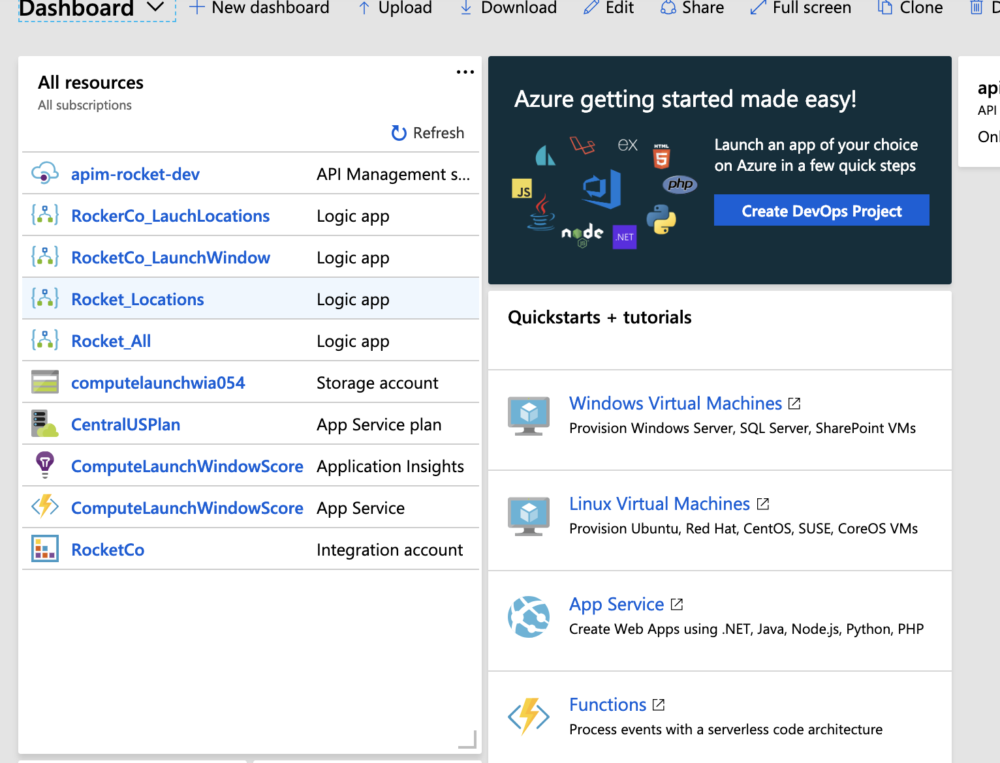 Dashboard
New dashboard
Upload
Download
Edit
Share
Full screen
Clone
All resources
All subscriptions
Refresh
apim-rocket-dev API Management s...
RockerCo_LauchLocations Logic app
RocketCo_LaunchWindow Logic app
Rocket_Locations Logic app
Rocket_All Logic app
computelaunchwia054 Storage account
CentralUSPlan App Service plan
ComputeLaunchWindowScore Application Insights
ComputeLaunchWindowScore App Service
RocketCo Integration account
Azure getting started made easy!
ex
HTML
5
JS
php
node
JS
.NET
Launch an app of your choice
on Azure in a few quick steps
Create DevOps Project
Quickstarts + tutorials
Windows Virtual Machines
Provision Windows Server, SQL Server, SharePoint VMs
Linux Virtual Machines
Provision Ubuntu, Red Hat, CentOS, SUSE, CoreOS VMs
App Service
Create Web Apps using .NET, Java, Node.js, Python, PHP
Functions
Process events with a serverless code architecture
API